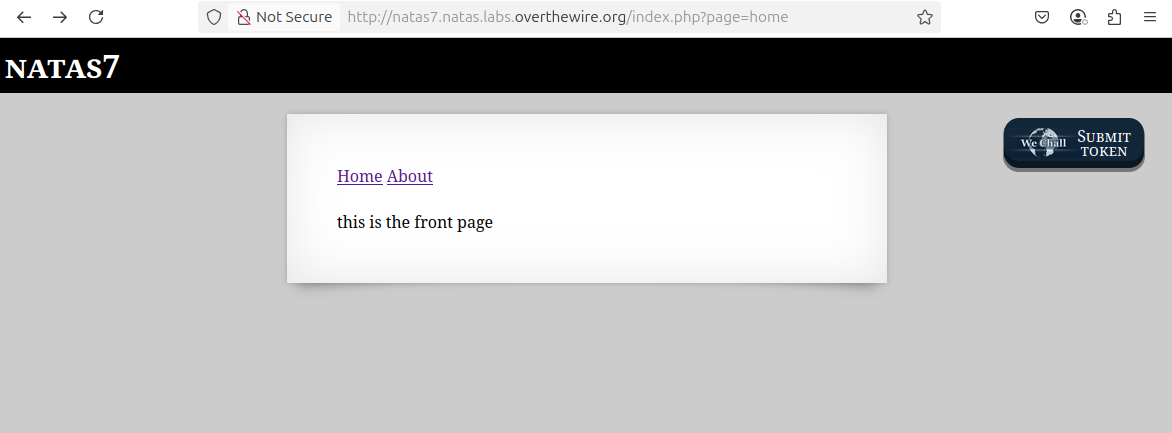 Not Secure http://natas7.natas.labs.overthewire.org/index.php?page=home
NATAS7
We Chall SUBMIT
TOKEN
Home About
this is the front page